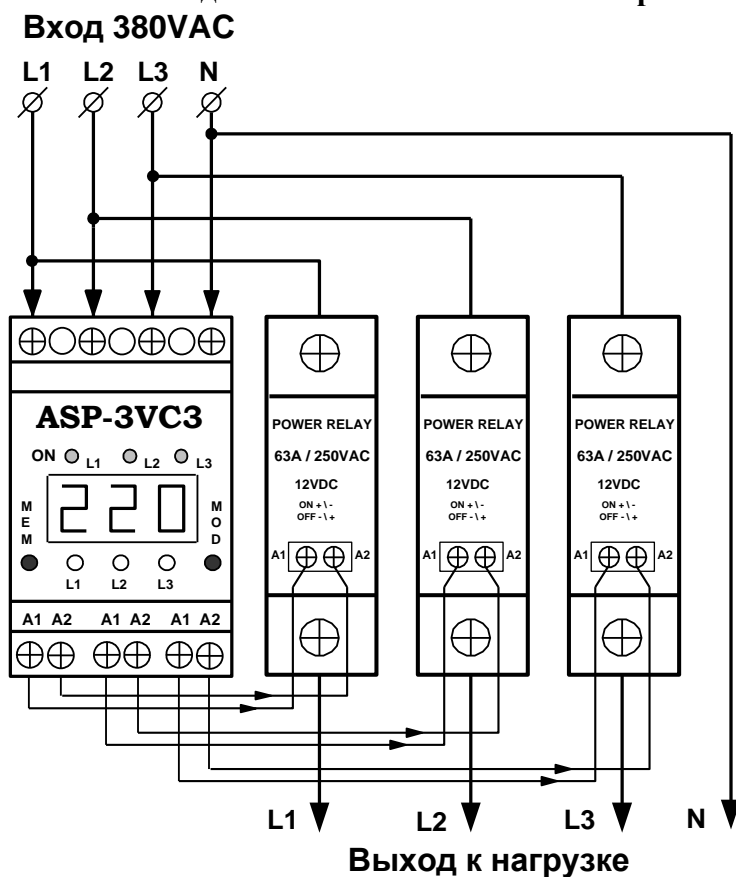 Вход 380VAC
L1 L2 L3 N
ASP-3VC3
ON L1 L2 L3
MEM
220
MOD
L1 L2 L3
A1 A2 A1 A2 A1 A2
POWER RELAY
63A / 250VAC
12VDC
ON + \ -
OFF - \ +
A1 A2
POWER RELAY
63A / 250VAC
12VDC
ON + \ -
OFF - \ +
A1 A2
POWER RELAY
63A / 250VAC
12VDC
ON + \ -
OFF - \ +
A1 A2
L1 L2 L3 N
Выход к нагрузке